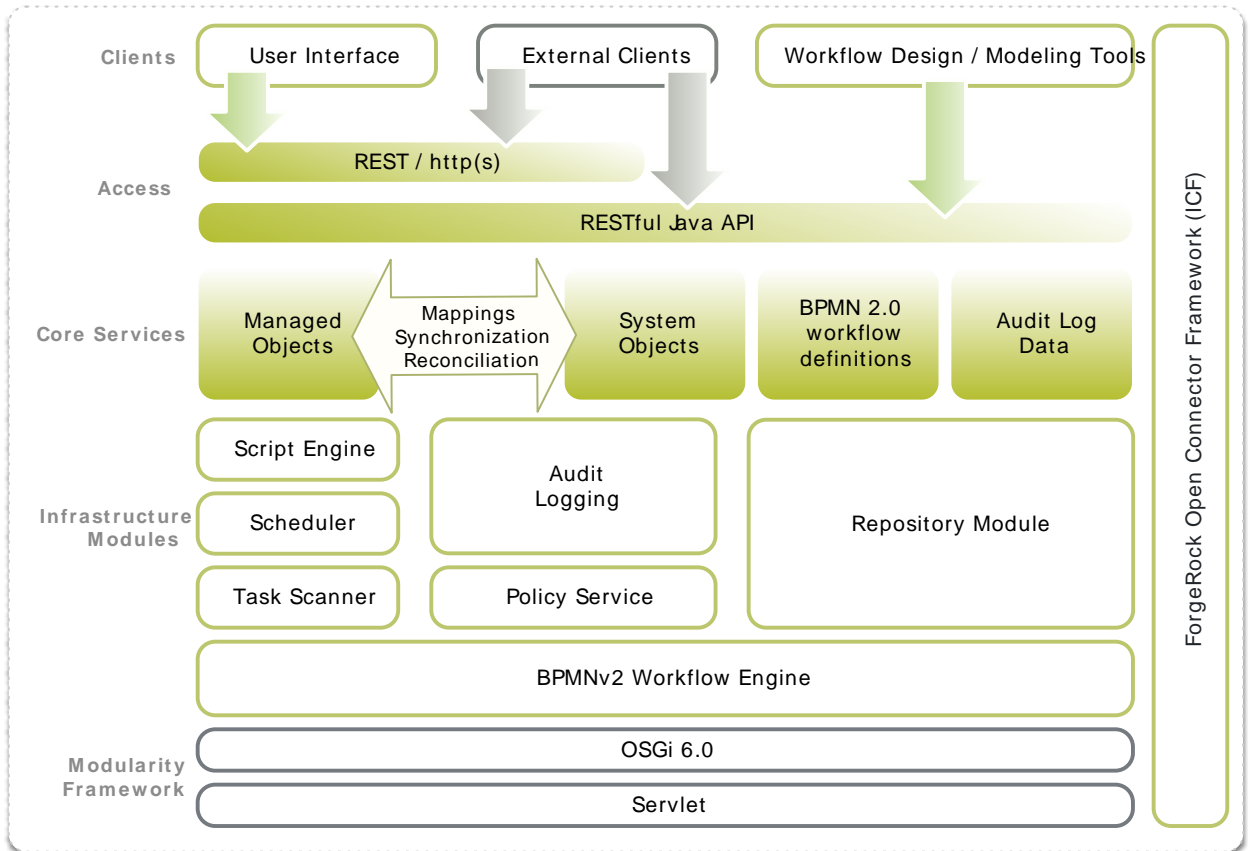 Clients
User Interface
External Clients
Workflow Design / Modeling Tools
REST / http(s)
Access
RESTful Java API
Core Services
Managed
Objects
Mappings
Synchronization
Reconciliation
System
Objects
BPMN 2.0
workflow
definitions
Audit Log
Data
Infrastructure
Modules
Script Engine
Scheduler
Task Scanner
Audit
Logging
Policy Service
Repository Module
BPMNv2 Workflow Engine
Modularity
Framework
OSGi 6.0
Servlet
ForgeRock Open Connector Framework (ICF)